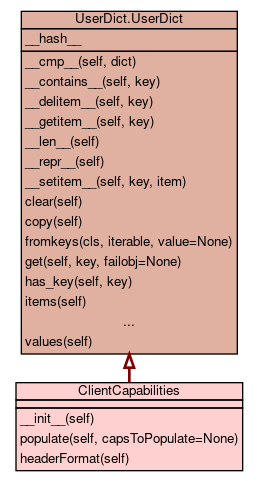 UserDict.UserDict
__hash__
__cmp__(self, dict)
__contains__(self, key)
__delitem__(self, key)
__getitem__(self, key)
__len__(self)
__repr__(self)
__setitem__(self, key, item)
clear(self)
copy(self)
fromkeys(cls, iterable, value=None)
get(self, key, failobj=None)
has_key(self, key)
items(self)
...
values(self)
ClientCapabilities
__init__(self)
populate(self, capsToPopulate=None)
headerFormat(self)